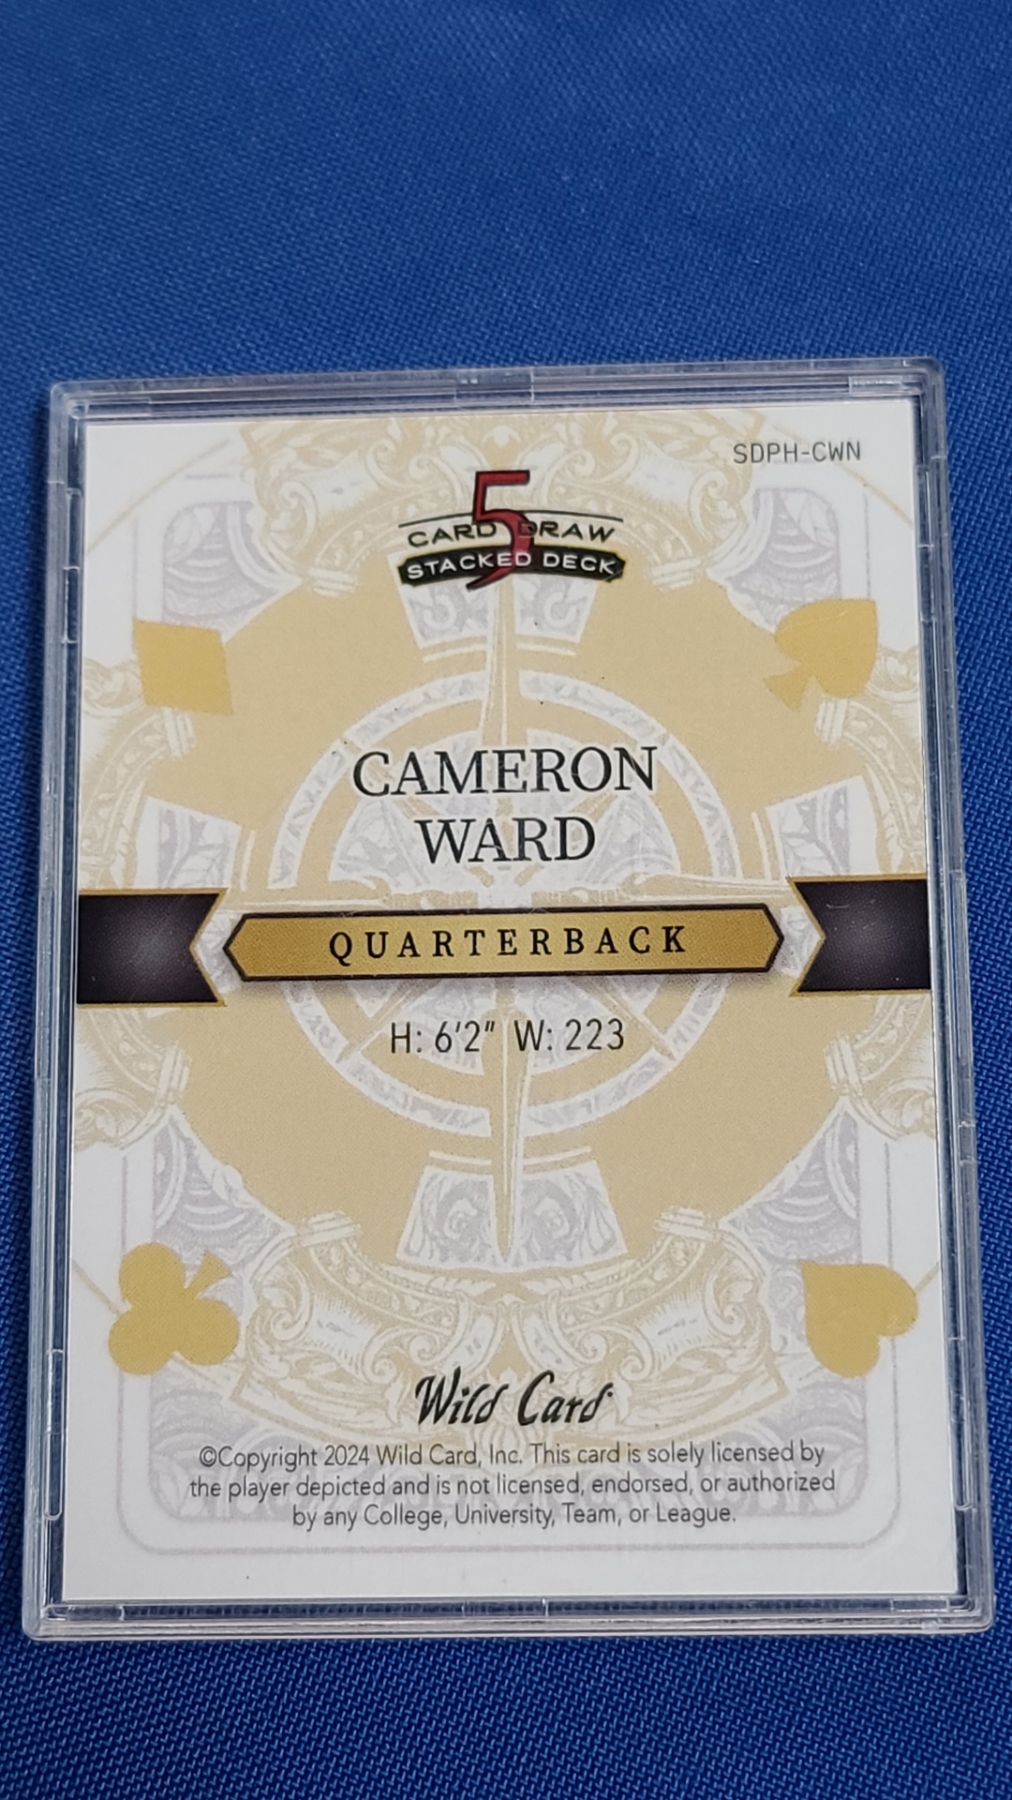 SDPH-CWN
5
CARD DRAW
STACKED DECK
CAMERON
WARD
QUARTERBACK
H: 6'2" W: 223
Wild Card
©Copyright 2024 Wild Card, Inc. This card is solely licensed by
the player depicted and is not licensed, endorsed, or authorized
by any College, University, Team, or League.